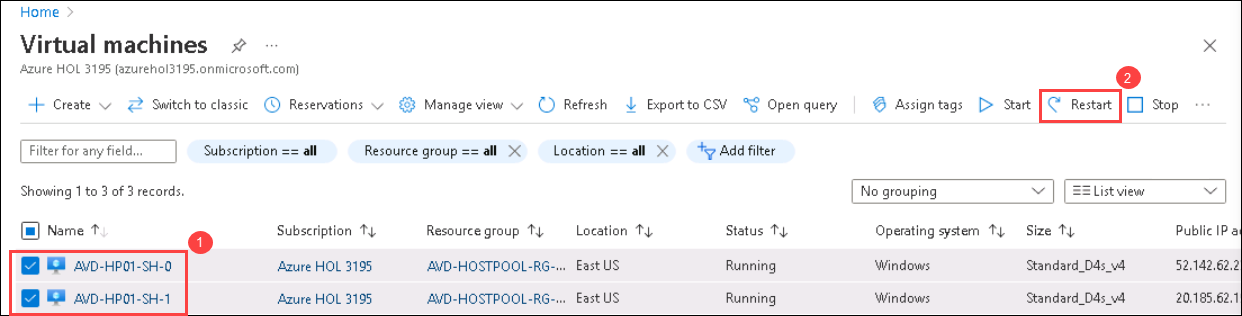 Home >
Virtual machines ...
Azure HOL 3195 (azurehol3195.onmicrosoft.com)
2
Create Switch to classic Reservations Manage view Refresh Export to CSV Open query Assign tags Start Restart Stop ...
Filter for any field... Subscription == all Resource group == all Location == all Add filter
Showing 1 to 3 of 3 records. No grouping List view
Name Subscription Resource group Location Status Operating system Size Public IP
1
AVD-HP01-SH-0 Azure HOL 3195 AVD-HOSTPOOL-RG-... East US Running Windows Standard_D4s_v4 52.142.62.2
AVD-HP01-SH-1 Azure HOL 3195 AVD-HOSTPOOL-RG-... East US Running Windows Standard_D4s_v4 20.185.62.1